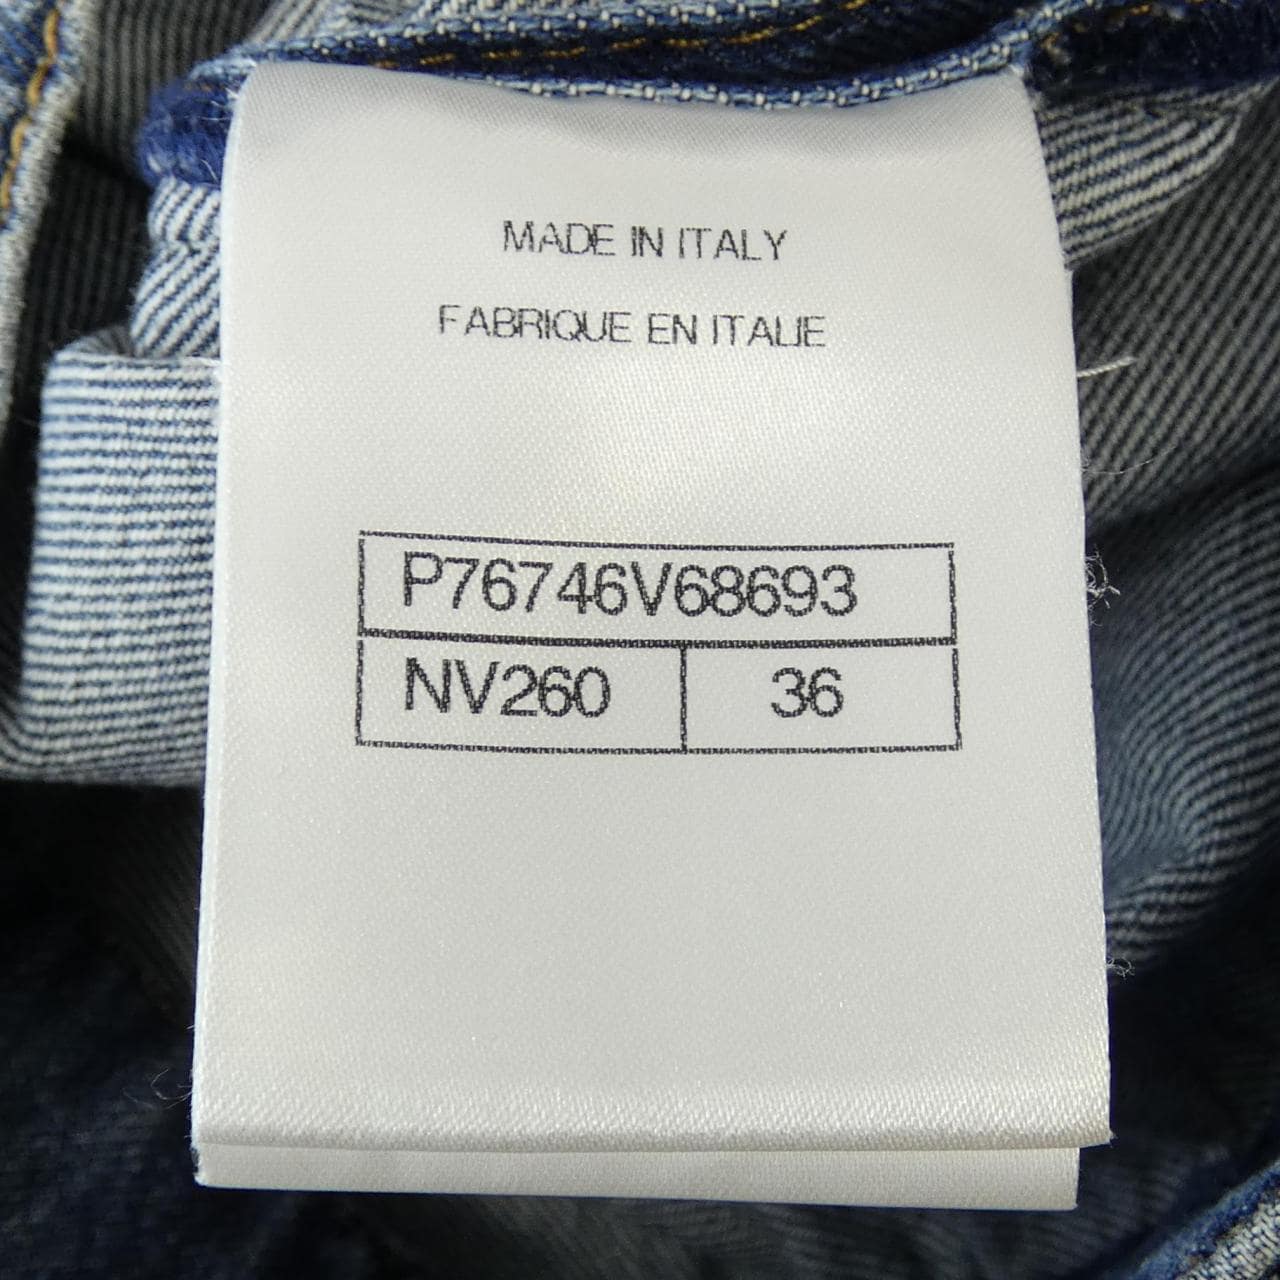 MADE IN ITALY
FABRIQUE EN ITALIE
P76746V68693
NV260 36